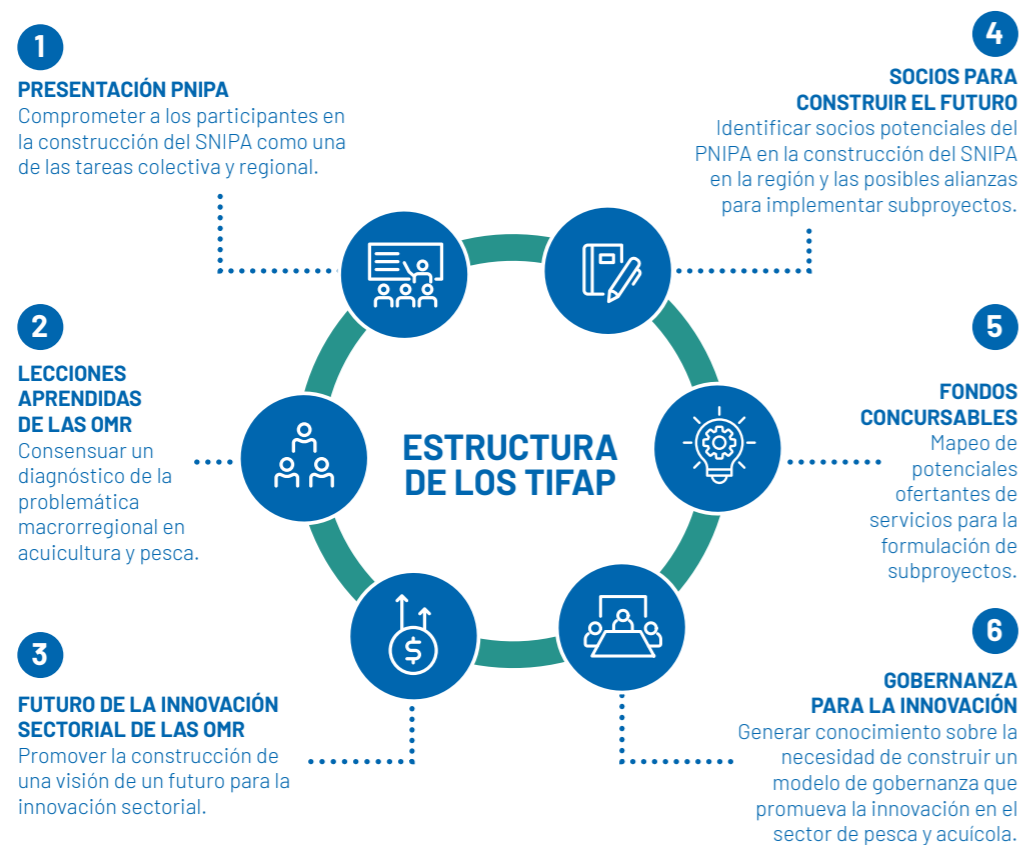 1
PRESENTACIÓN PNIPA
Comprometer a los participantes en
la construcción del SNIPA como una
de las tareas colectiva y regional.
2
LECCIONES
APRENDIDAS
DE LAS OMR
Consensuar un
diagnóstico de la
problemática
macrorregional en
acuicultura y pesca.
3
FUTURO DE LA INNOVACIÓN
SECTORIAL DE LAS OMR
Promover la construcción de
una visión de un futuro para la
innovación sectorial.
ESTRUCTURA
DE LOS TIFAP
$
4
SOCIOS PARA
CONSTRUIR EL FUTURO
Identificar socios potenciales del
PNIPA en la construcción del SNIPA
en la región y las posibles alianzas
para implementar subproyectos.
5
FONDOS
CONCURSABLES
Mapeo de
potenciales
ofertantes de
servicios para la
formulación de
subproyectos.
6
GOBERNANZA
PARA LA INNOVACIÓN
Generar conocimiento sobre la
necesidad de construir un
modelo de gobernanza que
promueva la innovación en el
sector de pesca y acuícola.